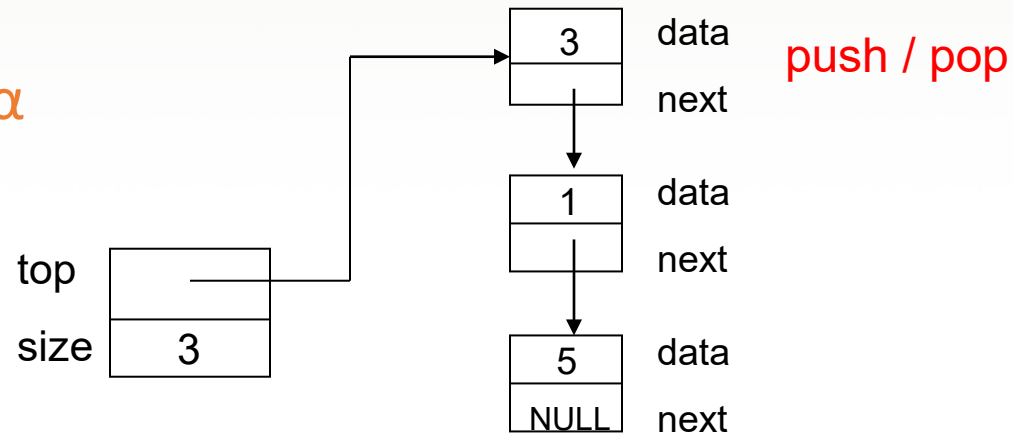 3 data
push / pop
next
α
1 data
next
top
size 3
5 data
NULL next